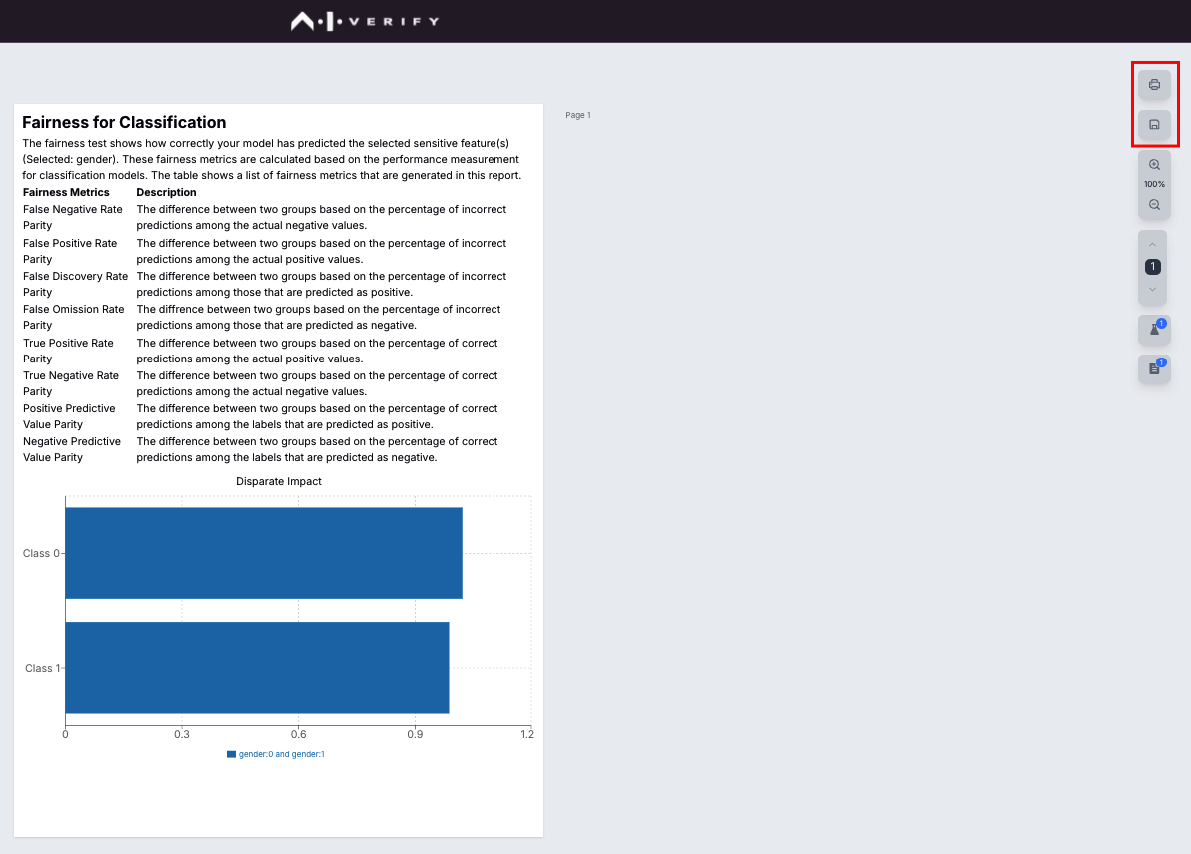 AI VERIFY
Fairness for Classification
The fairness test shows how correctly your model has predicted the selected sensitive feature(s)
(Selected: gender). These fairness metrics are calculated based on the performance measurement
for classification models. The table shows a list of fairness metrics that are generated in this report.
Fairness Metrics Description
False Negative Rate The difference between two groups based on the percentage of incorrect
Parity predictions among the actual negative values.
False Positive Rate The difference between two groups based on the percentage of incorrect
Parity predictions among the actual positive values.
False Discovery Rate The difference between two groups based on the percentage of incorrect
Parity predictions among those that are predicted as positive.
False Omission Rate The diffrence between two groups based on the percentage of incorrect
Parity predictions among those that are predicted as negative.
True Positive Rate The difference between two groups based on the percentage of correct
Parity predictions among the actual positive values.
True Negative Rate The difference between two groups based on the percentage of correct
Parity predictions among the actual negative values.
Positive Predictive The difference between two groups based on the percentage of correct
Value Parity predictions among the labels that are predicted as positive.
Negative Predictive The difference between two groups based on the percentage of correct
Value Parity predictions among the labels that are predicted as negative.
Disparate Impact
Class 0
Class 1
0 0.3 0.6 0.9 1.2
gender:0 and gender:1
Page 1
100%
1
1
1